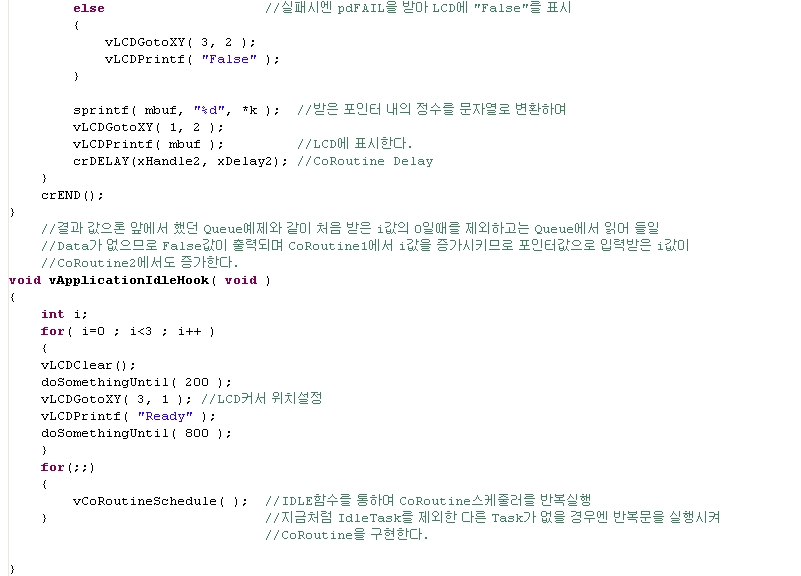 else //실패시엔 pdFAIL을 받아 LCD에 "False"를 표시
{
vLCDGotoXY( 3, 2 );
vLCDPrintf( "False" );
}
sprintf( mbuf, "%d", *k ); //받은 포인터 내의 정수를 문자열로 변환하여
vLCDGotoXY( 1, 2 );
vLCDPrintf( mbuf ); //LCD에 표시한다.
crDELAY(xHandle2, xDelay2); //CoRoutine Delay
}
crEND();
}
//결과 값으론 앞에서 했던 Queue예제와 같이 처음 받은 i값의 0일때를 제외하고는 Queue에서 읽어 들일
//Data가 없으므로 False값이 출력되며 CoRoutine1에서 i값을 증가시키므로 포인터값으로 입력받은 i값이
//CoRoutine2에서도 증가한다.
void vApplicationIdleHook( void )
{
int i;
for( i=0 ; i<3 ; i++ )
{
vLCDClear();
doSomethingUntil( 200 );
vLCDGotoXY( 3, 1 ); //LCD커서 위치설정
vLCDPrintf( "Ready" );
doSomethingUntil( 800 );
}
for(;;)
{
vCoRoutineSchedule( ); //IDLE함수를 통하여 CoRoutine스케줄러를 반복실행
} //지금처럼 IdleTask를 제외한 다른 Task가 없을 경우엔 반복문을 실행시켜
//CoRoutine을 구현한다.
}